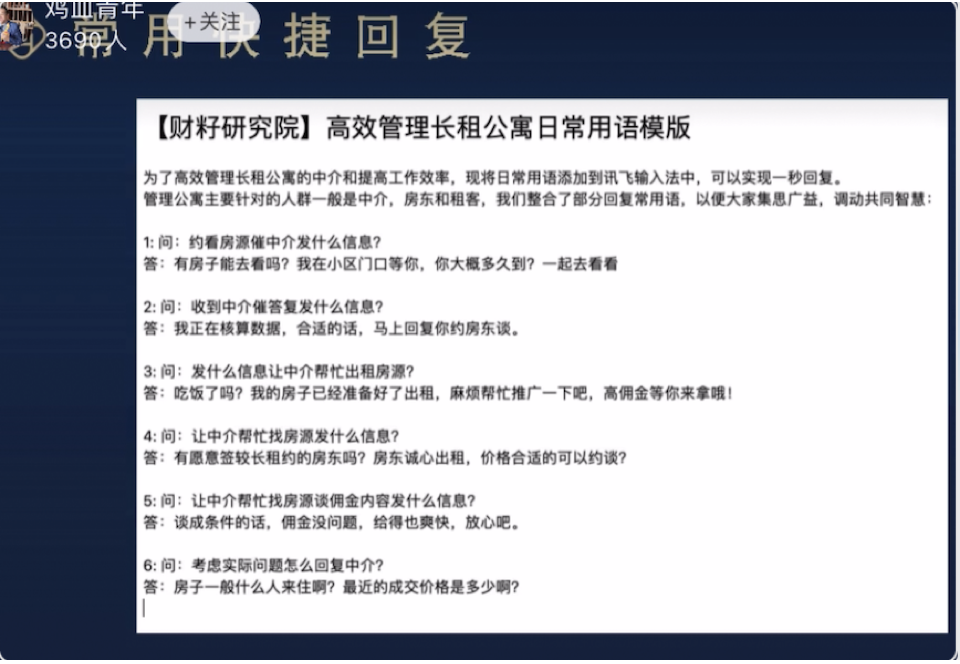 鸡血青年
3690人
+关注
常用快捷回复
【财籽研究院】高效管理长租公寓日常用语模版
为了高效管理长租公寓的中介和提高工作效率，现将日常用语添加到讯飞输入法中，可以实现一秒回复。
管理公寓主要针对的人群一般是中介，房东和租客，我们整合了部分回复常用语，以便大家集思广益，调动共同智慧：
1: 问：约看房源催中介发什么信息？
答：有房子能去看吗？我在小区门口等你，你大概多久到？一起去看看
2: 问：收到中介催答复发什么信息？
答：我正在核算数据，合适的话，马上回复你约房东谈。
3: 问：发什么信息让中介帮忙出租房源？
答：吃饭了吗？我的房子已经准备好了出租，麻烦帮忙推广一下吧，高佣金等你来拿哦！
4: 问：让中介帮忙找房源发什么信息？
答：有愿意签较长租约的房东吗？房东诚心出租，价格合适的可以约谈？
5: 问：让中介帮忙找房源谈佣金内容发什么信息？
答：谈成条件的话，佣金没问题，给得也爽快，放心吧。
6: 问：考虑实际问题怎么回复中介？
答：房子一般什么人来住啊？最近的成交价格是多少啊？